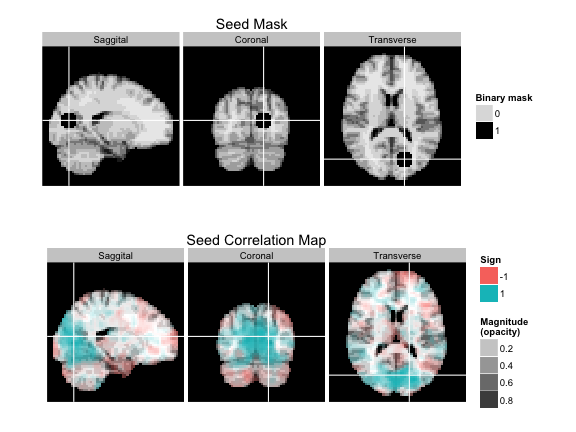 Seed Mask
Saggital
Coronal
Transverse
Binary mask
0
1
Seed Correlation Map
Saggital
Coronal
Transverse
Sign
-1
1
Magnitude
(opacity)
0.2
0.4
0.6
0.8